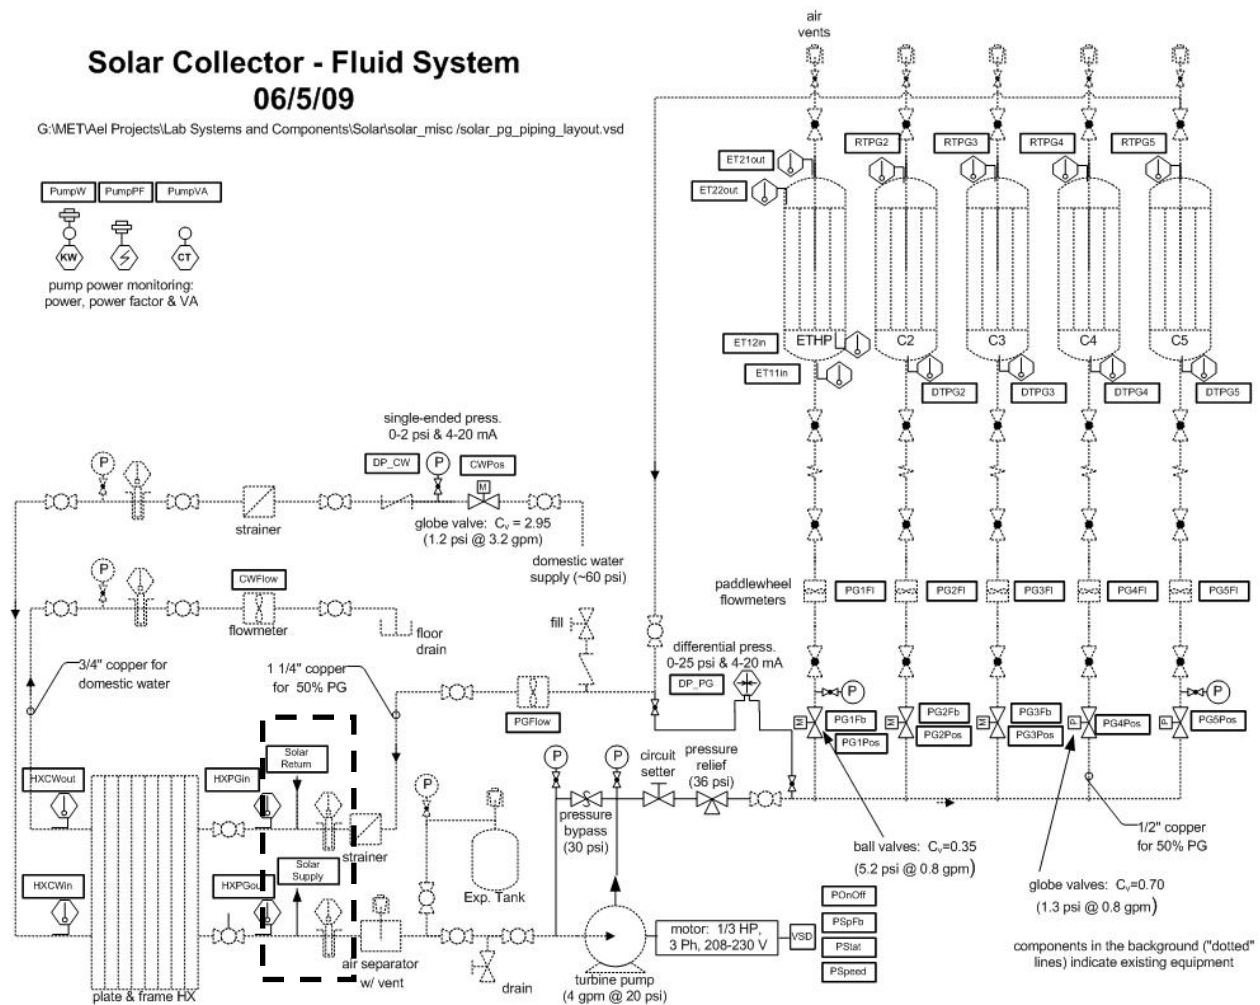 Solar Collector - Fluid System
06/5/09
G:\MET\Ael Projects\Lab Systems and Components\Solar\solar_misc /solar_pg_piping_layout.vsd
air
vents
PumpW
PumpPF
PumpVA
KW
CT
pump power monitoring:
power, power factor & VA
ET21out
RTPG2
RTPG3
RTPG4
RTPG5
ET22out
ET12in
ETHP
C2
C3
C4
C5
ET11in
DTPG2
DTPG3
DTPG4
DTPG5
single-ended press.
0-2 psi & 4-20 mA
DP_CW
P
CWPos
P
M
strainer
globe valve: Cv = 2.95
(1.2 psi @ 3.2 gpm)
domestic water
supply (~60 psi)
P
CWFlow
flowmeter
floor
drain
fill
paddlewheel
flowmeters
PG1Fl
PG2Fl
PG3Fl
PG4Fl
PG5Fl
3/4" copper for
domestic water
1 1/4" copper
for 50% PG
differential press.
0-25 psi & 4-20 mA
DP_PG
PGFlow
P
P
M
PG1Fb
PG1Pos
M
PG2Fb
PG2Pos
M
PG3Fb
PG3Pos
P
PG4Pos
P
PG5Pos
HXCWout
HXPGin
Solar
Return
P
P
P
circuit
setter
pressure
relief
(36 psi)
strainer
pressure
bypass
(30 psi)
Exp. Tank
ball valves: Cv=0.35
(5.2 psi @ 0.8 gpm)
1/2" copper
for 50% PG
globe valves: Cv=0.70
(1.3 psi @ 0.8 gpm)
HXCWin
HXPGou
Solar
Supply
air separator
w/ vent
drain
turbine pump
(4 gpm @ 20 psi)
motor: 1/3 HP,
3 Ph, 208-230 V
VSD
POnOff
PSpFb
PStat
PSpeed
components in the background ("dotted"
lines) indicate existing equipment
plate & frame HX